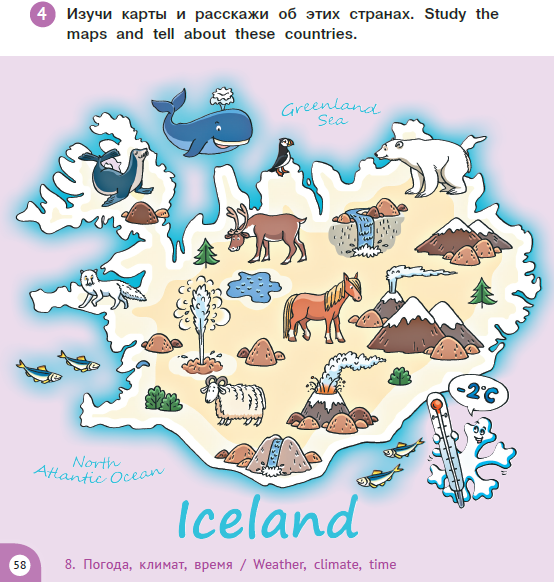 4 Изучи карты и расскажи об этих странах. Study the
maps and tell about these countries.
Greenland
Sea
-2°C
North
Atlantic Ocean
Iceland
58 8. Погода, климат, время / Weather, climate, time